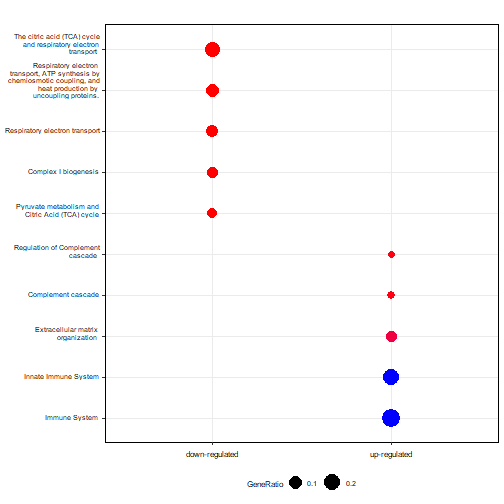 The citric acid (TCA) cycle
and respiratory electron
transport
Respiratory electron
transport, ATP synthesis by
chemiosmotic coupling, and
heat production by
uncoupling proteins.
Respiratory electron transport
Complex I biogenesis
Pyruvate metabolism and
Citric Acid (TCA) cycle
Regulation of Complement
cascade
Complement cascade
Extracellular matrix
organization
Innate Immune System
Immune System
down-regulated up-regulated
GeneRatio 0.1 0.2